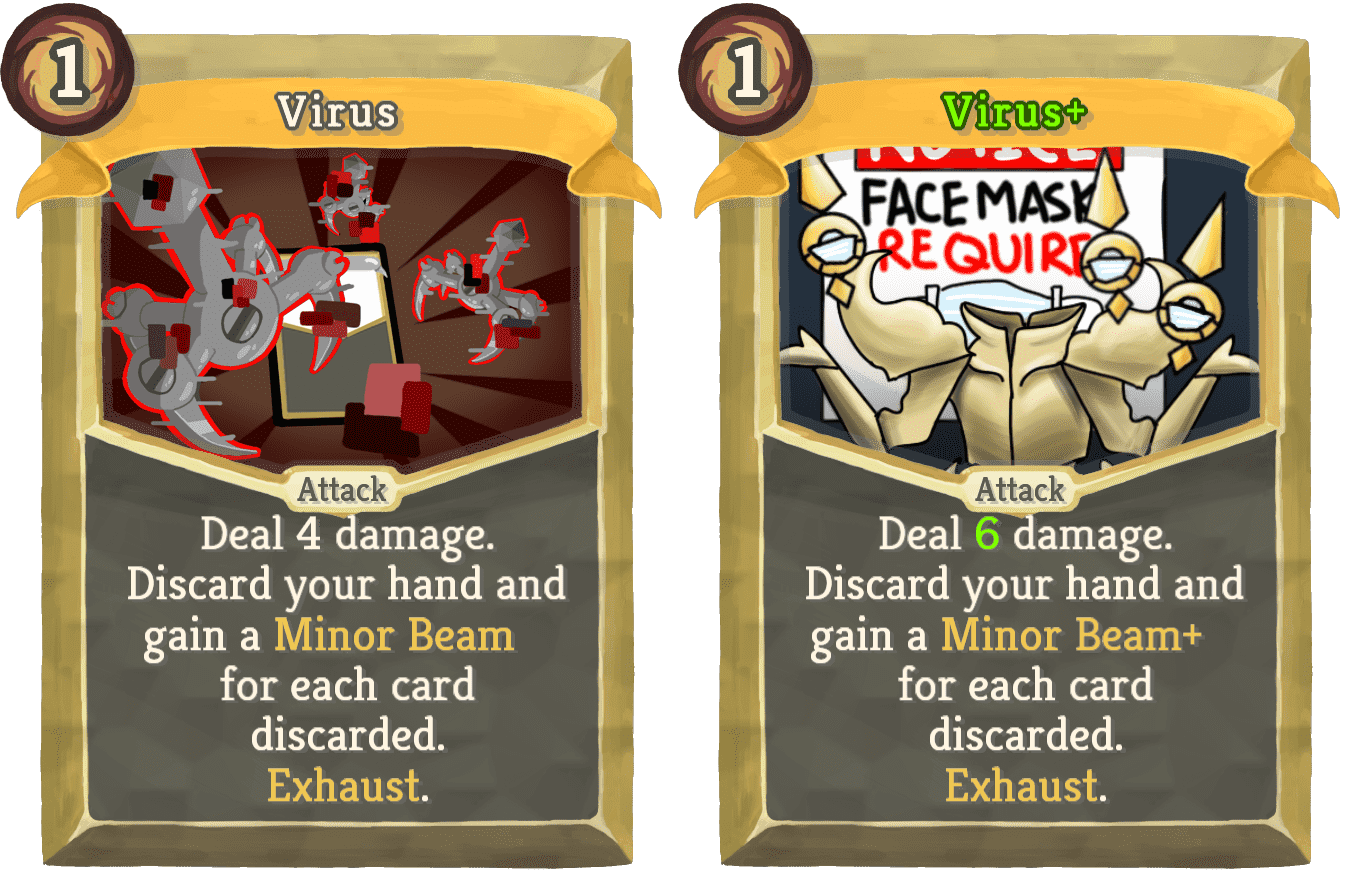 1
Virus
Attack
Deal 4 damage.
Discard your hand and
gain a Minor Beam
for each card
discarded.
Exhaust.
1
Virus+
NOTICE
FACE MASK
REQUIRE
Attack
Deal 6 damage.
Discard your hand and
gain a Minor Beam+
for each card
discarded.
Exhaust.